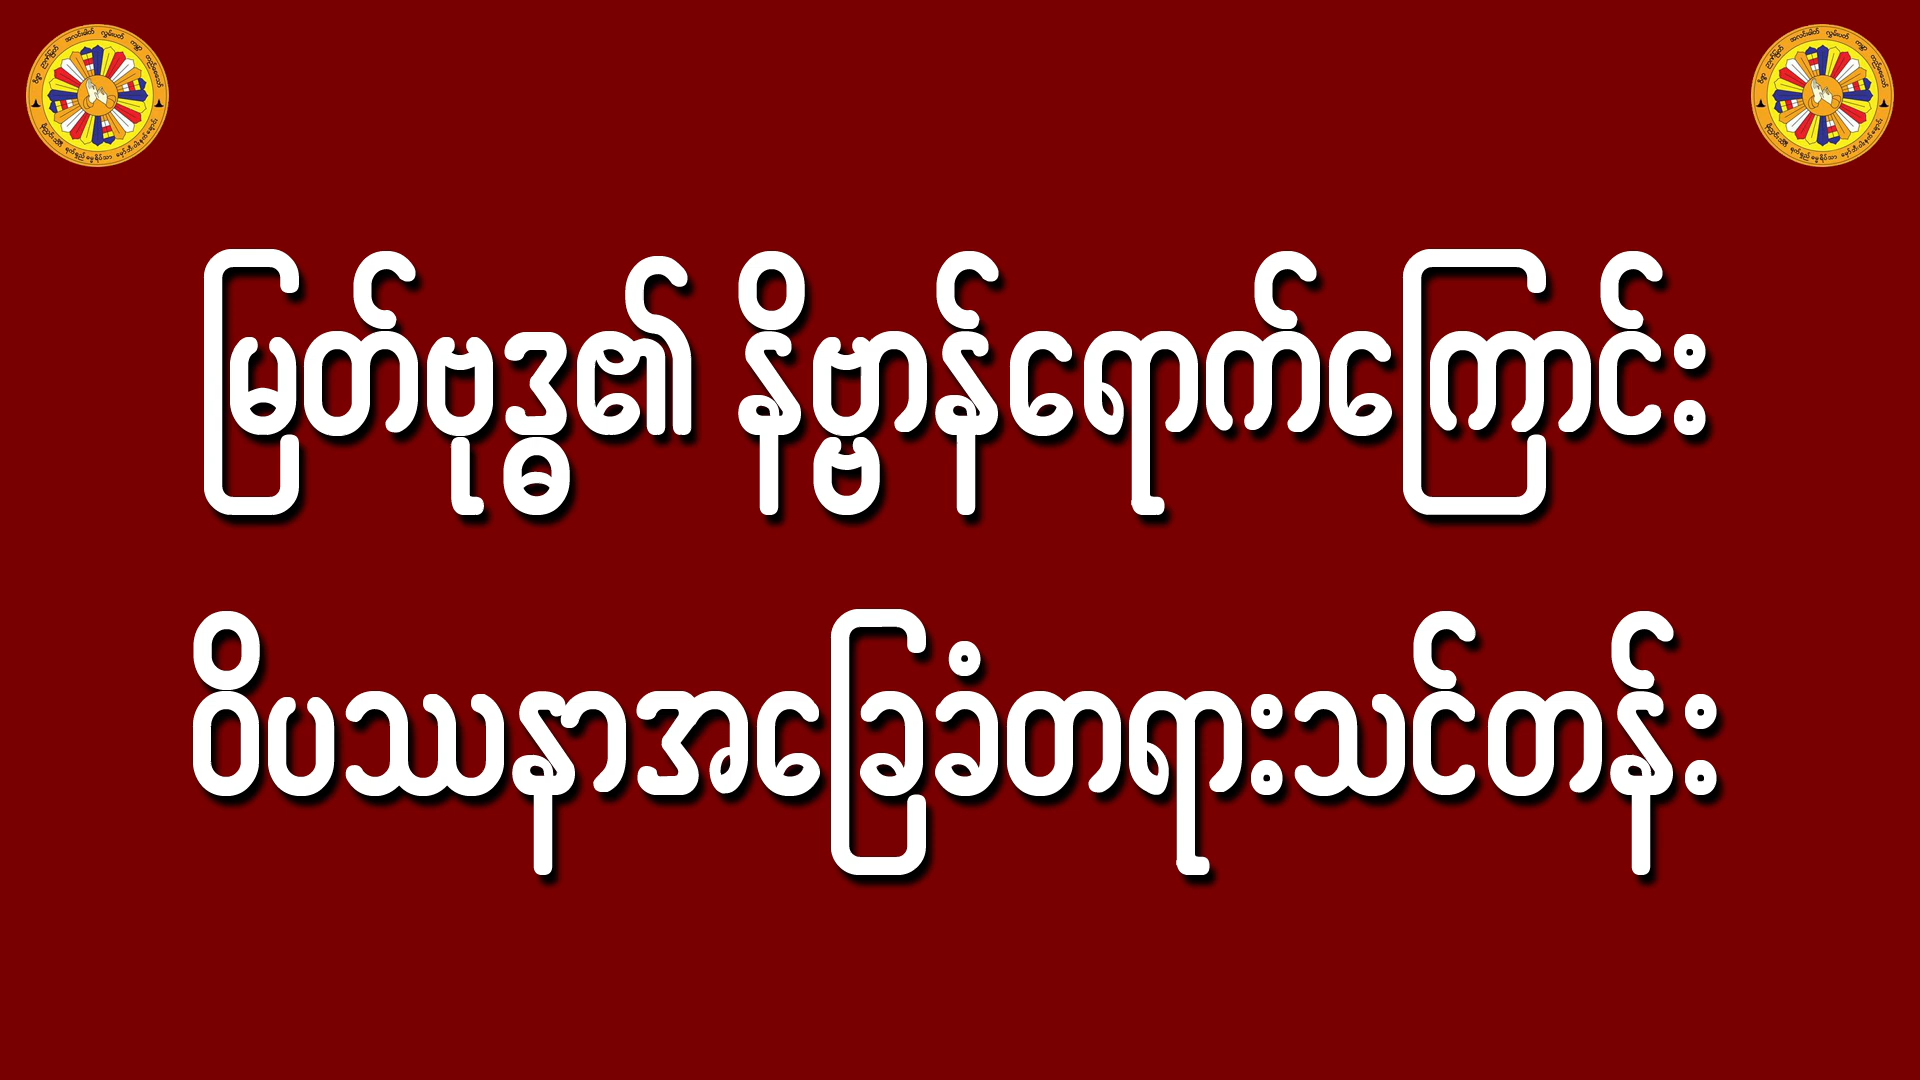 မြတ်ဗုဒ္ဓ၏ နိဗ္ဗာန်ရောက်ကြောင်း
ဝိပဿနာအခြေခံတရားသင်တန်း